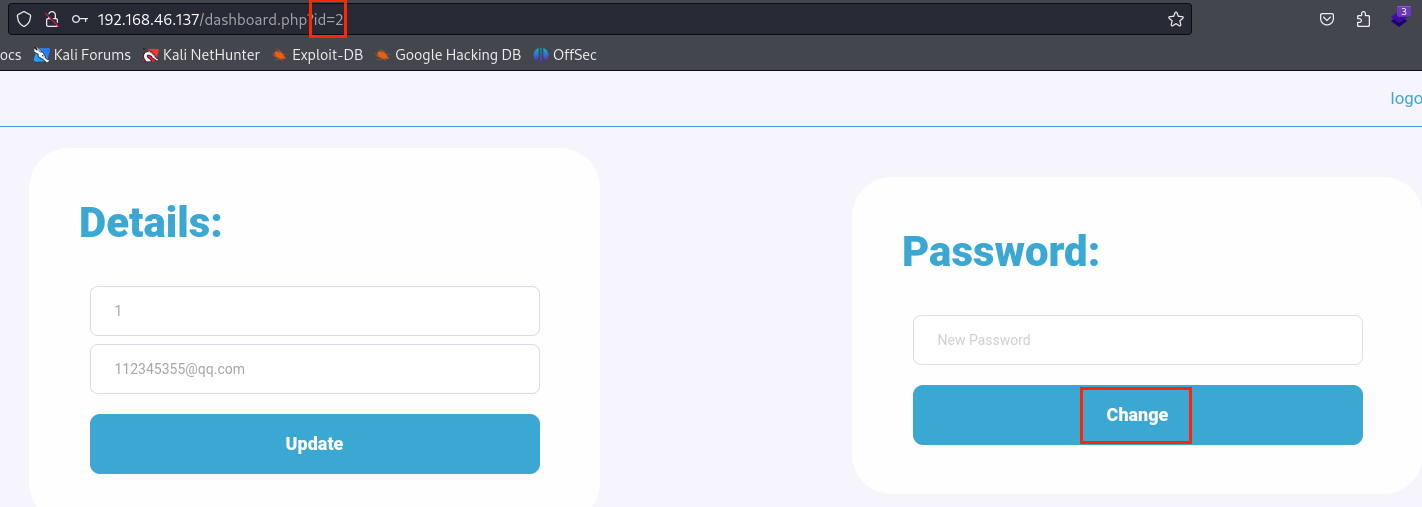 192.168.46.137/dashboard.php?id=2
3
ocs Kali Forums Kali NetHunter Exploit-DB Google Hacking DB OffSec
logo
Details:
1
112345355@qq.com
Update
Password:
New Password
Change